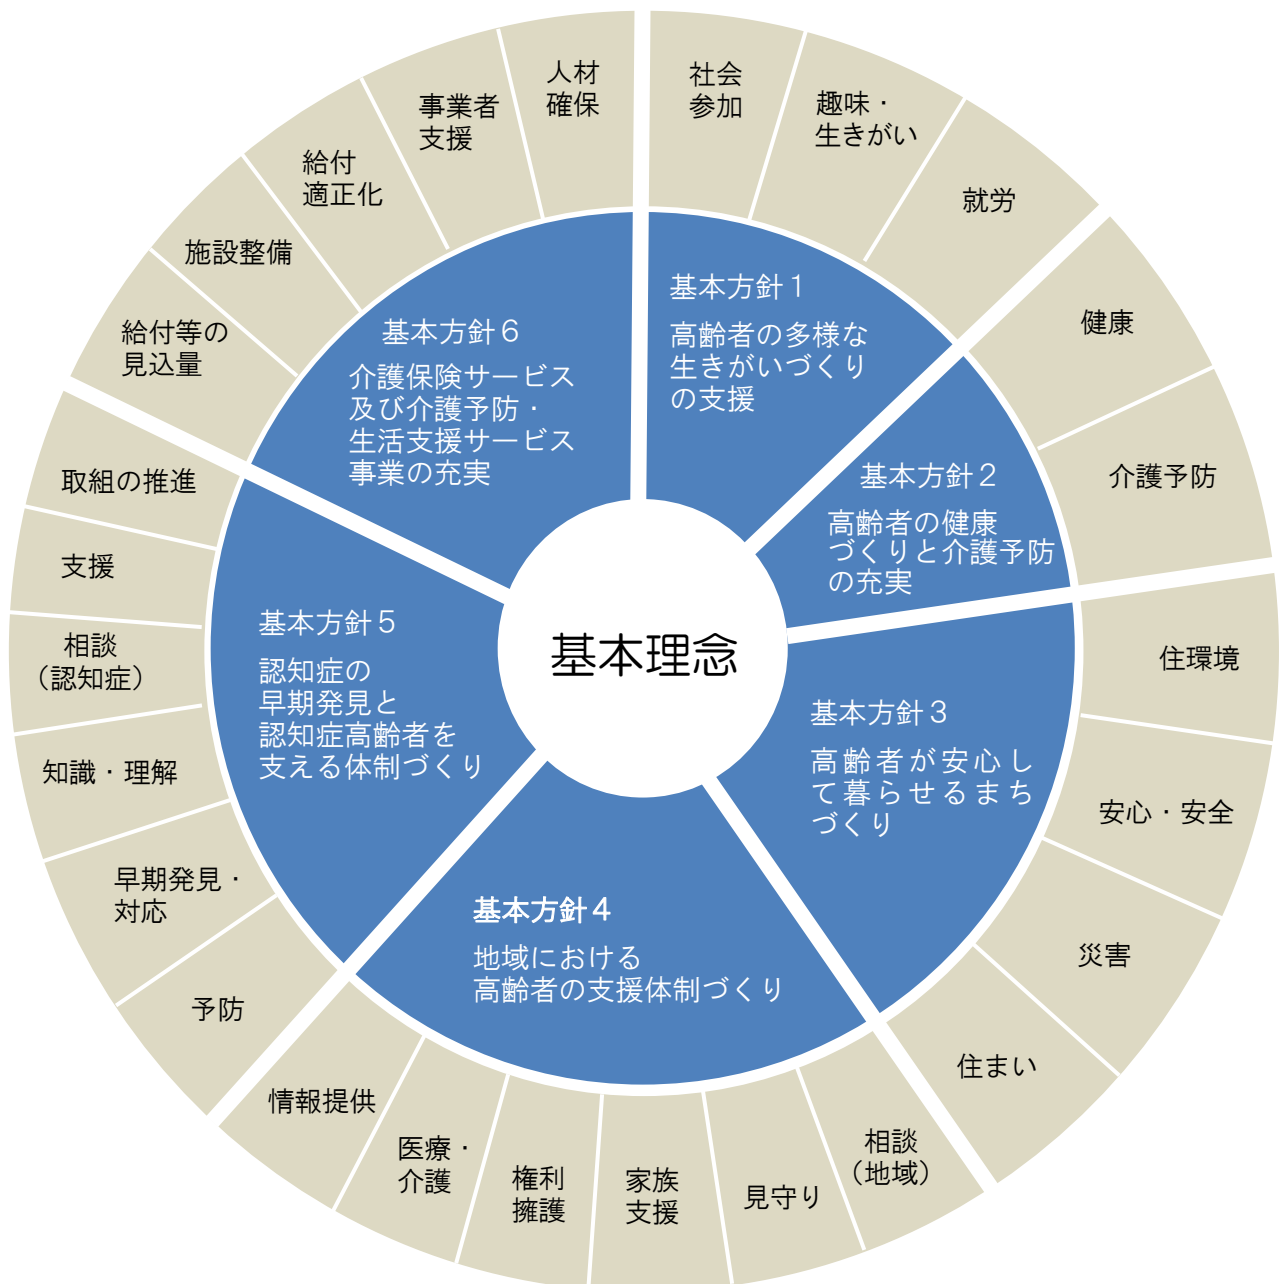 基本理念
基本方針１
高齢者の多様な
生きがいづくり
の支援
社会
参加
趣味・
生きがい
就労
基本方針２
高齢者の健康
づくりと介護予防
の充実
健康
介護予防
基本方針３
高齢者が安心し
て暮らせるまち
づくり
住環境
安心・安全
災害
住まい
基本方針４
地域における
高齢者の支援体制づくり
相談
（地域）
見守り
家族
支援
権利
擁護
医療・
介護
情報提供
基本方針５
認知症の
早期発見と
認知症高齢者を
支える体制づくり
予防
早期発見・
対応
知識・理解
相談
（認知症）
支援
取組の推進
基本方針６
介護保険サービス
及び介護予防・
生活支援サービス
事業の充実
給付等の
見込量
施設整備
給付
適正化
事業者
支援
人材
確保